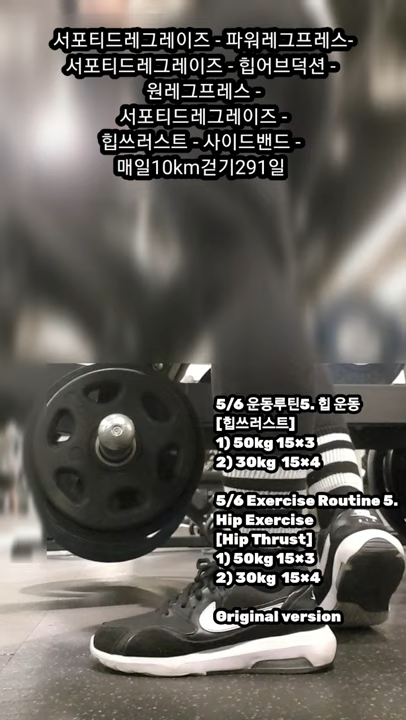 서포티드레그레이즈 - 파워레그프레스-
서포티드레그레이즈 - 힙어브덕션 -
원레그프레스 -
서포티드레그레이즈 -
힙쓰러스트 - 사이드밴드 -
매일10km걷기291일
5/6 운동루틴5. 힙 운동
[힙쓰러스트]
1) 50kg 15×3
2) 30kg 15×4
5/6 Exercise Routine 5.
Hip Exercise
[Hip Thrust]
1) 50kg 15×3
2) 30kg 15×4
Original version